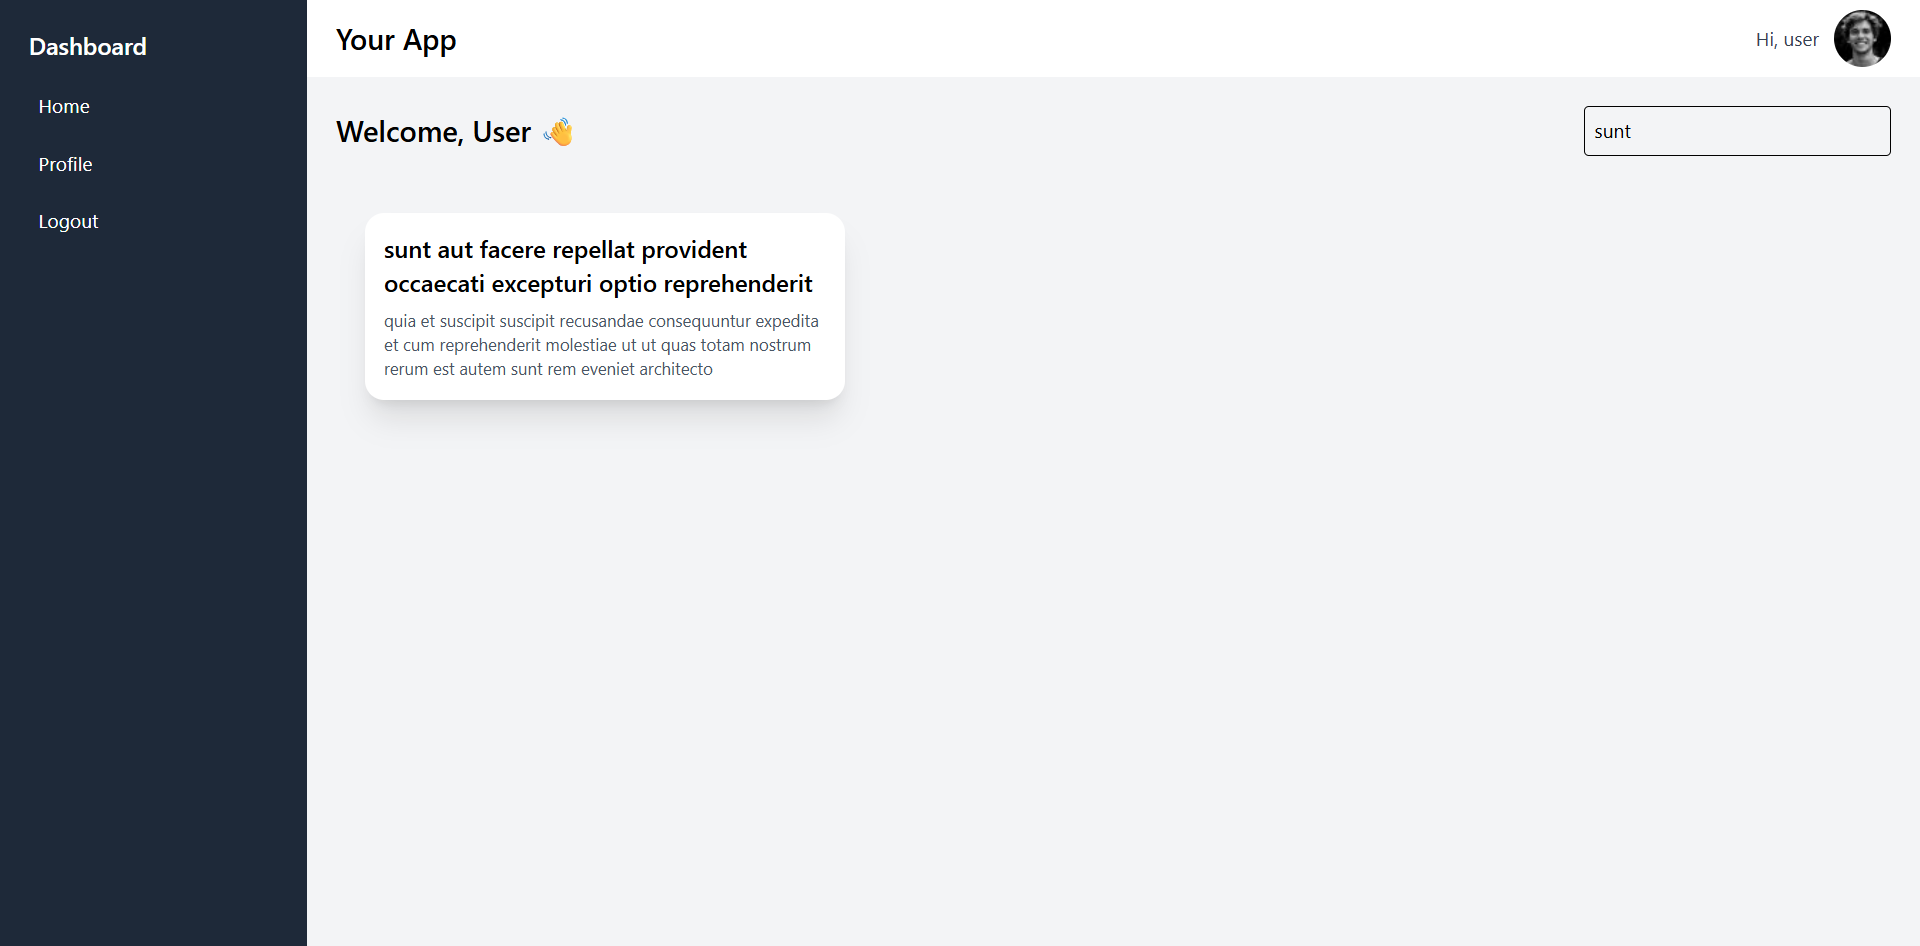 Dashboard
Home
Profile
Logout
Your App
Hi, user
Welcome, User 👋
sunt
sunt aut facere repellat provident
occaecati excepturi optio reprehenderit
quia et suscipit suscipit recusandae consequuntur expedita
et cum reprehenderit molestiae ut ut quas totam nostrum
rerum est autem sunt rem eveniet architecto